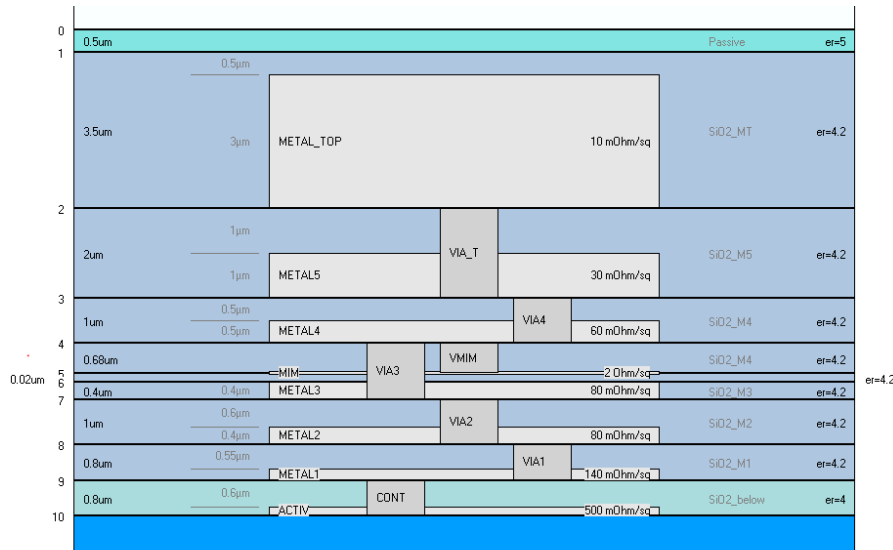 0
0.5um Passive er=5
1
0.5µm
3.5um 3µm METAL_TOP 10 mOhm/sq SiO2_MT er=4.2
2
1µm
2um VIA_T SiO2_M5 er=4.2
1µm METAL5 30 mOhm/sq
3
0.5µm VIA4
1um SiO2_M4 er=4.2
0.5µm METAL4 60 mOhm/sq
4
0.68um VIA3 VMIM SiO2_M4 er=4.2
5 MIM 2 Ohm/sq
0.02um 6 er=4.2
0.4um 0.4µm METAL3 80 mOhm/sq SiO2_M3 er=4.2
7
0.6µm
1um VIA2 SiO2_M2 er=4.2
0.4µm METAL2 80 mOhm/sq
8
0.55µm
0.8um VIA1 SiO2_M1 er=4.2
METAL1 140 mOhm/sq
9
0.6µm
0.8um CONT SiO2_below er=4
ACTIV 500 mOhm/sq
10